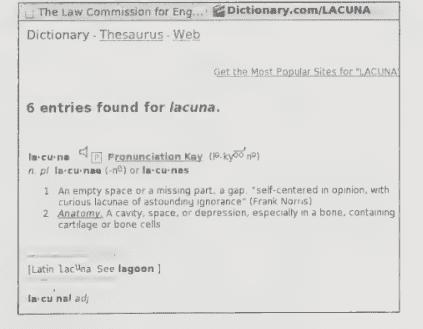 The Law Commission for Eng... Dictionary.com/LACUNA
Dictionary - Thesaurus - Web
Get the Most Popular Sites for "LACUNA"
6 entries found for lacuna.
la·cu·na Pronunciation Key
n. pl la·cu·nae or la·cu·nas
1 An empty space or a missing part, a gap. "self-centered in opinion, with
curious lacunae of astounding ignorance" (Frank Norris)
2 Anatomy. A cavity, space, or depression, especially in a bone, containing
cartilage or bone cells
[Latin lacūna See lagoon ]
la·cu nal adj